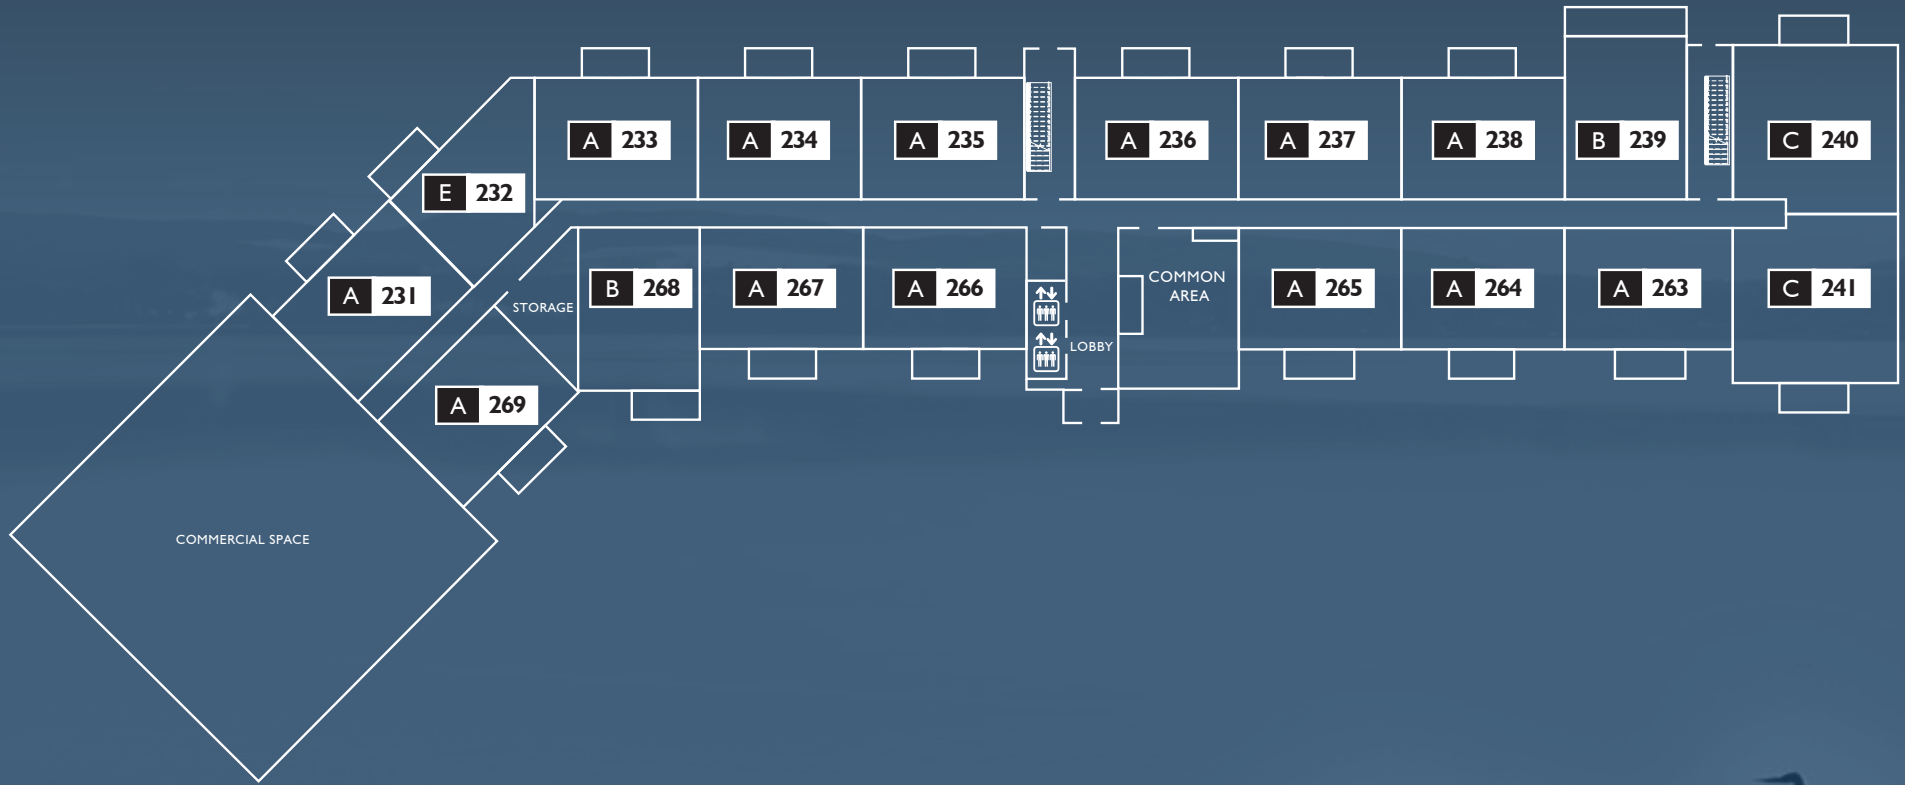 A 233
A 234
A 235
A 236
A 237
A 238
B 239
C 240
E 232
A 231
B 268
A 267
A 266
COMMON
AREA
A 265
A 264
A 263
C 241
STORAGE
LOBBY
A 269
COMMERCIAL SPACE